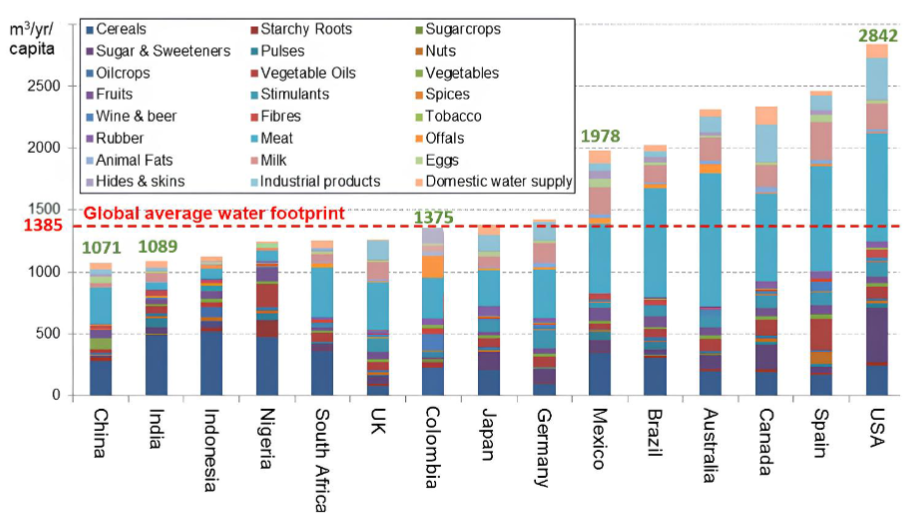 m³/yr/
capita
Cereals Starchy Roots Sugarcrops
Sugar & Sweeteners Pulses Nuts
Oilcrops Vegetable Oils Vegetables
Fruits Stimulants Spices
Wine & beer Fibres Tobacco
Rubber Meat Offals
Animal Fats Milk Eggs
Hides & skins Industrial products Domestic water supply
2842
2500
2000
1978
1500
Global average water footprint
1385
1375
1071
1089
1000
500
0
China
India
Indonesia
Nigeria
South Africa
UK
Colombia
Japan
Germany
Mexico
Brazil
Australia
Canada
Spain
USA